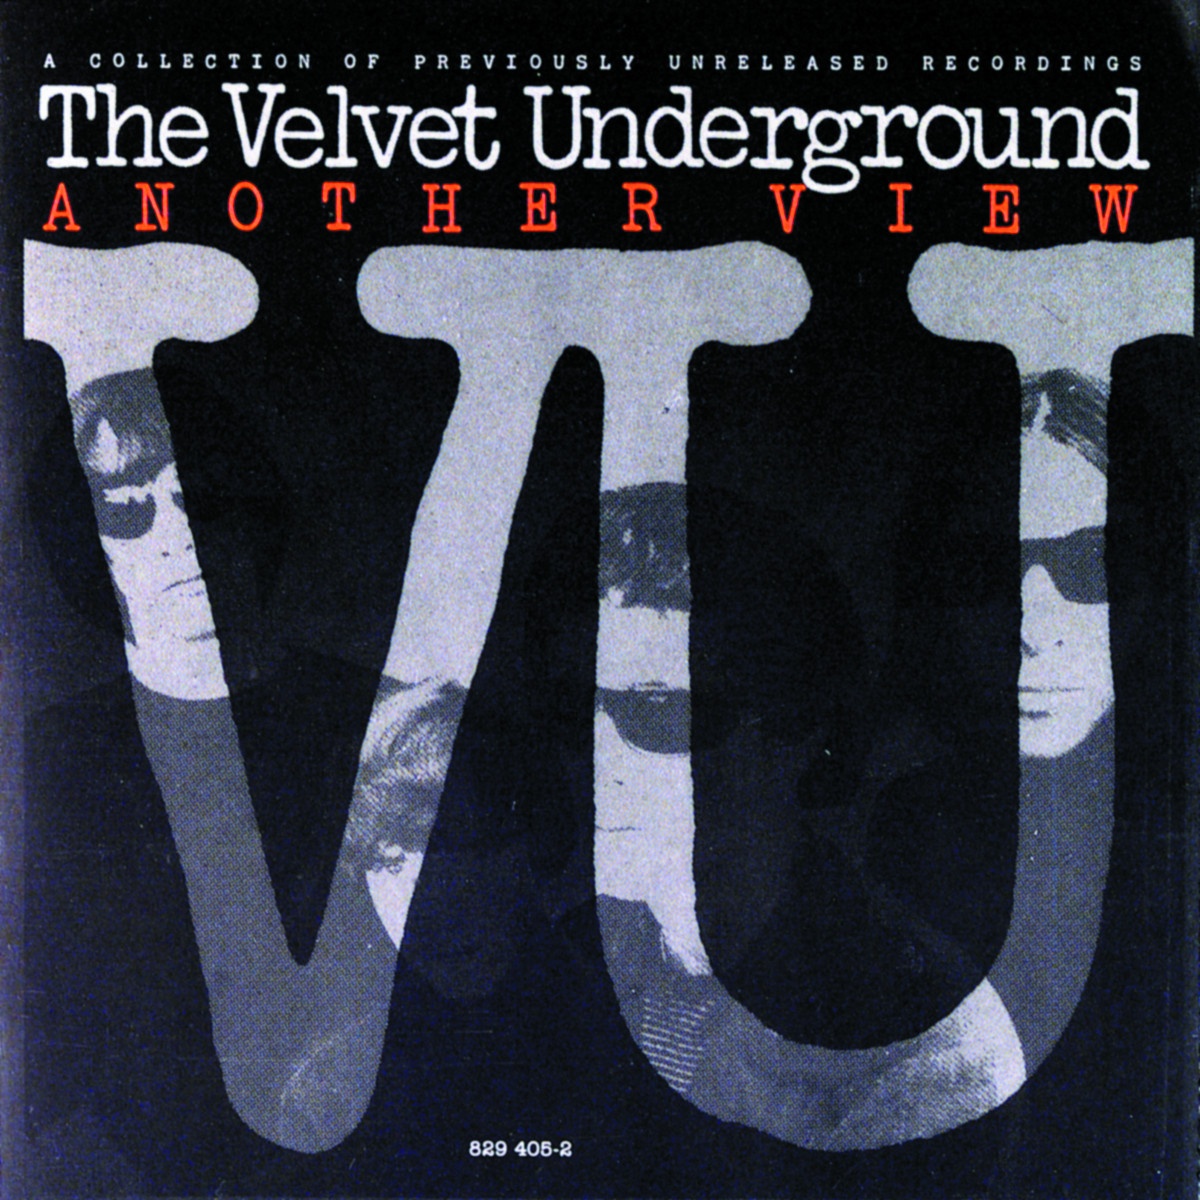 A COLLECTION OF PREVIOUSLY UNRELEASED RECORDINGS
The Velvet Underground
ANOTHER VIEW
VU
829 405-2